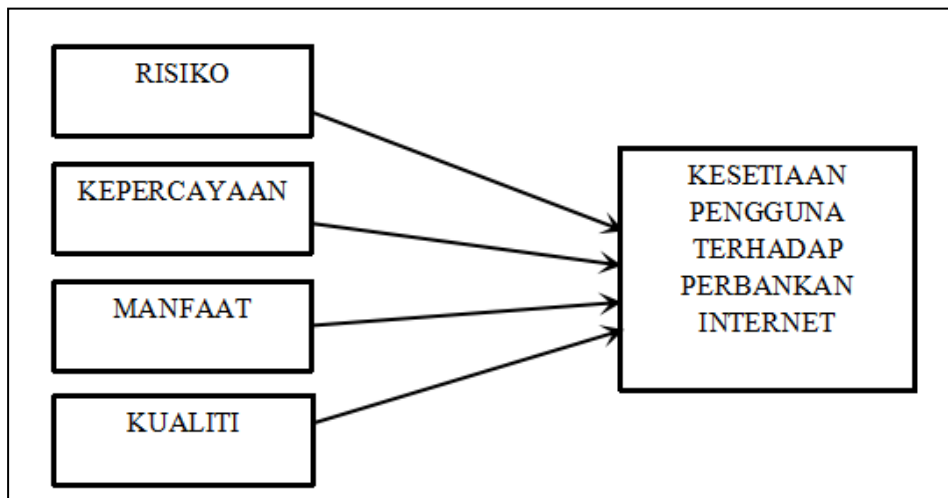 RISIKO
KEPERCAYAAN
MANFAAT
KUALITI
KESETIAAN
PENGGUNA
TERHADAP
PERBANKAN
INTERNET